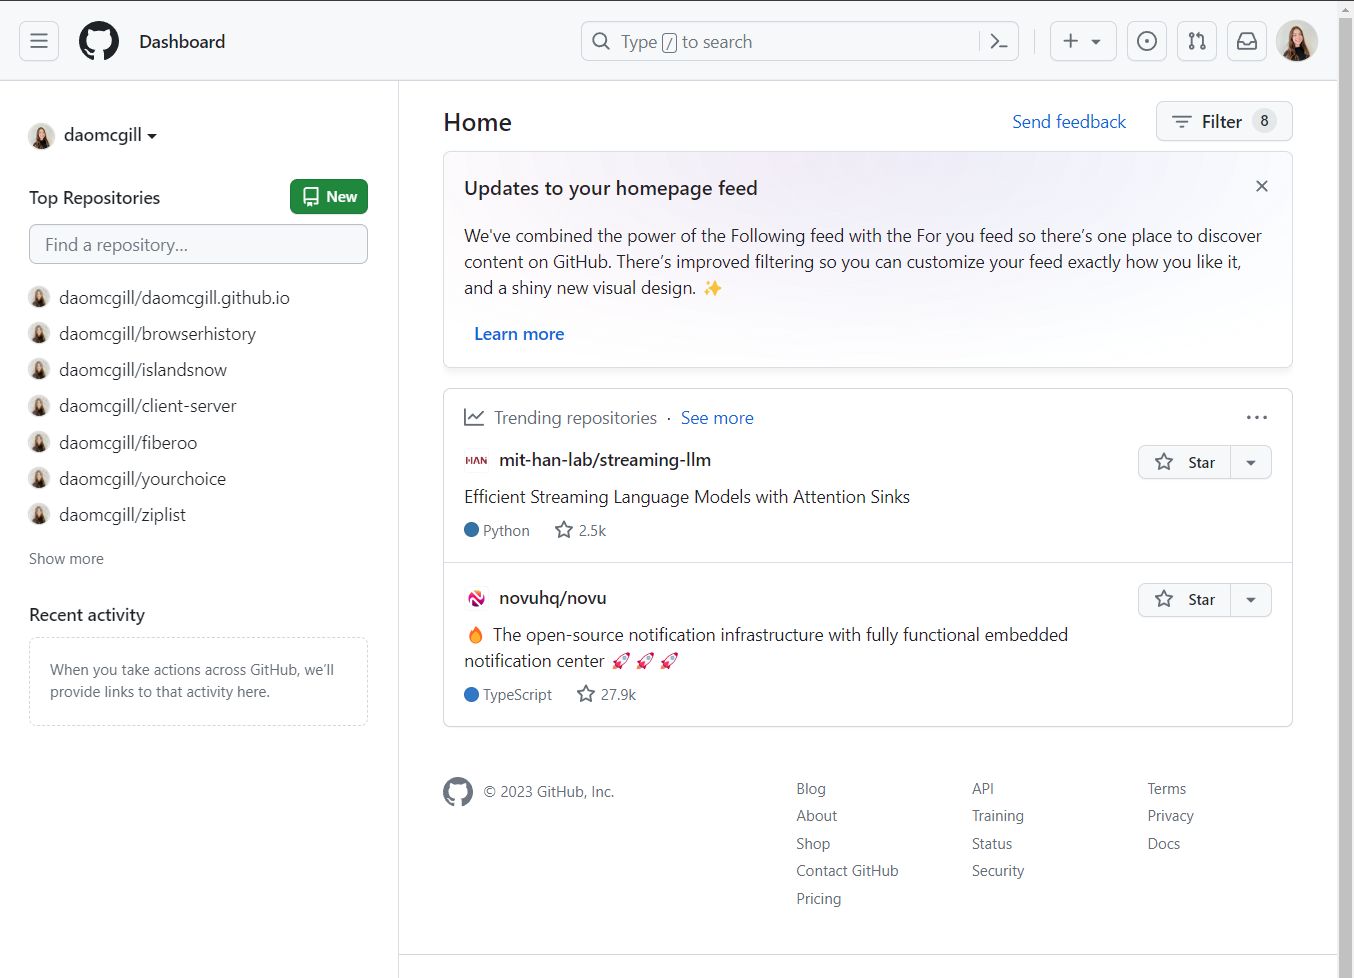 Dashboard
Type / to search
daomcgill
Top Repositories
New
Find a repository...
daomcgill/daomcgill.github.io
daomcgill/browserhistory
daomcgill/islandsnow
daomcgill/client-server
daomcgill/fiberoo
daomcgill/yourchoice
daomcgill/ziplist
Show more
Recent activity
When you take actions across GitHub, we’ll
provide links to that activity here.
Home
Send feedback
Filter 8
Updates to your homepage feed
We've combined the power of the Following feed with the For you feed so there’s one place to discover
content on GitHub. There’s improved filtering so you can customize your feed exactly how you like it,
and a shiny new visual design. ✨
Learn more
Trending repositories · See more
HAN mit-han-lab/streaming-llm
Star
Efficient Streaming Language Models with Attention Sinks
Python 2.5k
novuhq/novu
Star
🔥 The open-source notification infrastructure with fully functional embedded
notification center 🚀🚀🚀
TypeScript 27.9k
© 2023 GitHub, Inc.
Blog
About
Shop
Contact GitHub
Pricing
API
Training
Status
Security
Terms
Privacy
Docs